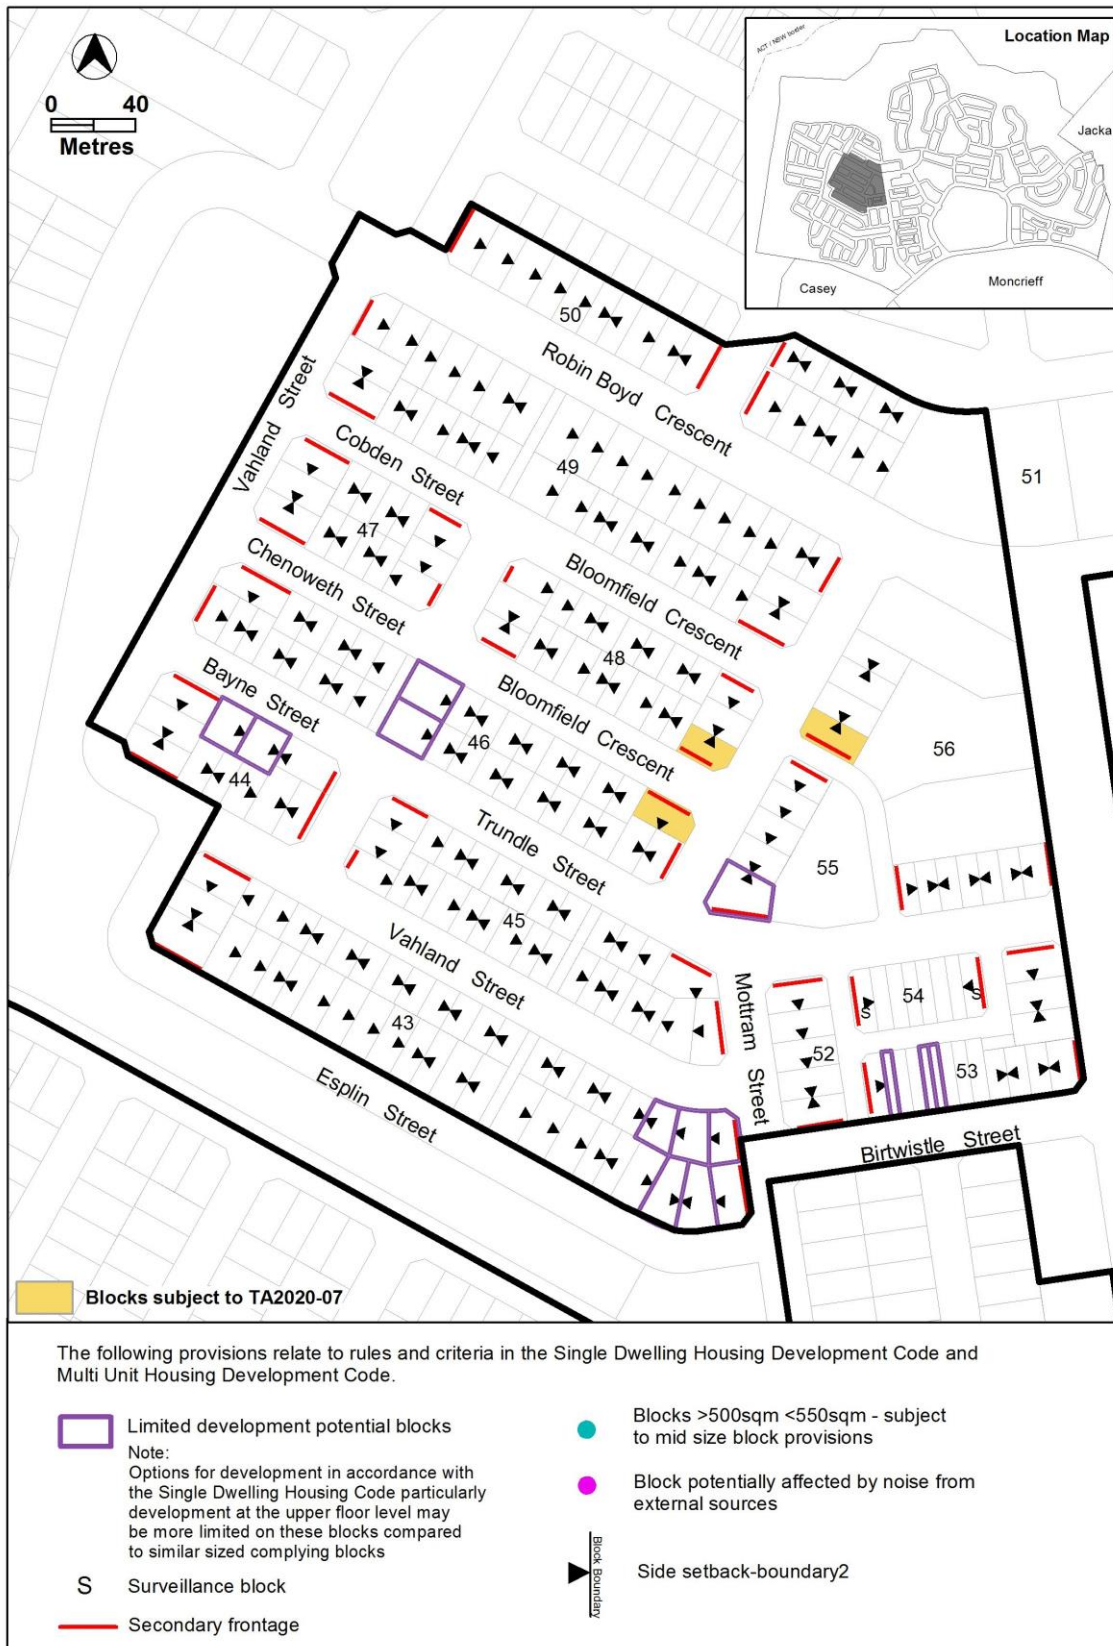 Location Map
ACT / NSW border
Jacka
Casey
Moncrieff
0 40
Metres
50
Robin Boyd Crescent
Vahland Street
49
51
Cobden Street
47
Chenoweth Street
Bloomfield Crescent
48
Bayne Street
Bloomfield Crescent
46
56
44
Trundle Street
55
45
Vahland Street
Mottram Street
54
S
S
52
53
43
Esplin Street
Birtwistle Street
Blocks subject to TA2020-07
The following provisions relate to rules and criteria in the Single Dwelling Housing Development Code and
Multi Unit Housing Development Code.
Limited development potential blocks
Note:
Options for development in accordance with
the Single Dwelling Housing Code particularly
development at the upper floor level may
be more limited on these blocks compared
to similar sized complying blocks
S Surveillance block
Secondary frontage
Blocks >500sqm <550sqm - subject
to mid size block provisions
Block potentially affected by noise from
external sources
Block Boundary
Side setback-boundary2